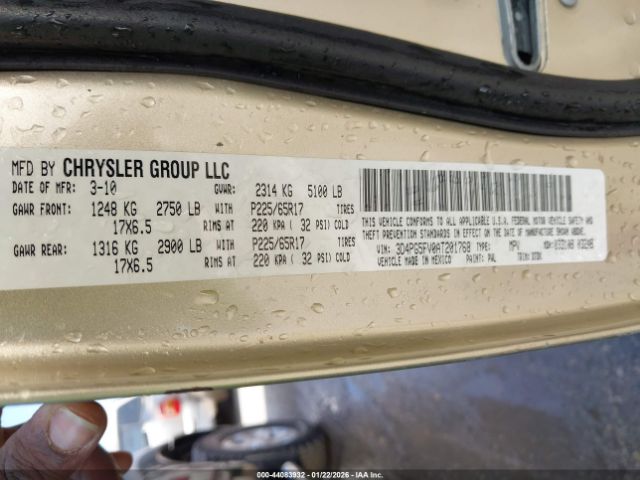 MFD BY CHRYSLER GROUP LLC
DATE OF MFR: 3-10 GVWR: 2314 KG 5100 LB
GAWR FRONT: 1248 KG 2750 LB WITH P225/65R17 TIRES
17X6.5 RIMS AT 220 KPA ( 32 PSI) COLD
GAWR REAR: 1316 KG 2900 LB WITH P225/65R17 TIRES
17X6.5 RIMS AT 220 KPA ( 32 PSI) COLD
THIS VEHICLE CONFORMS TO ALL APPLICABLE U.S.A. FEDERAL MOTOR VEHICLE SAFETY AND
THEFT PREVENTION STANDARDS IN EFFECT ON THE DATE OF MANUFACTURE SHOWN ABOVE.
VIN: 3D4PG5FV0AT201768 TYPE: MPV MDH:
VEHICLE MADE IN MEXICO PAINT: PWL TRIM:
000-44083932 - 01/22/2026 - IAA